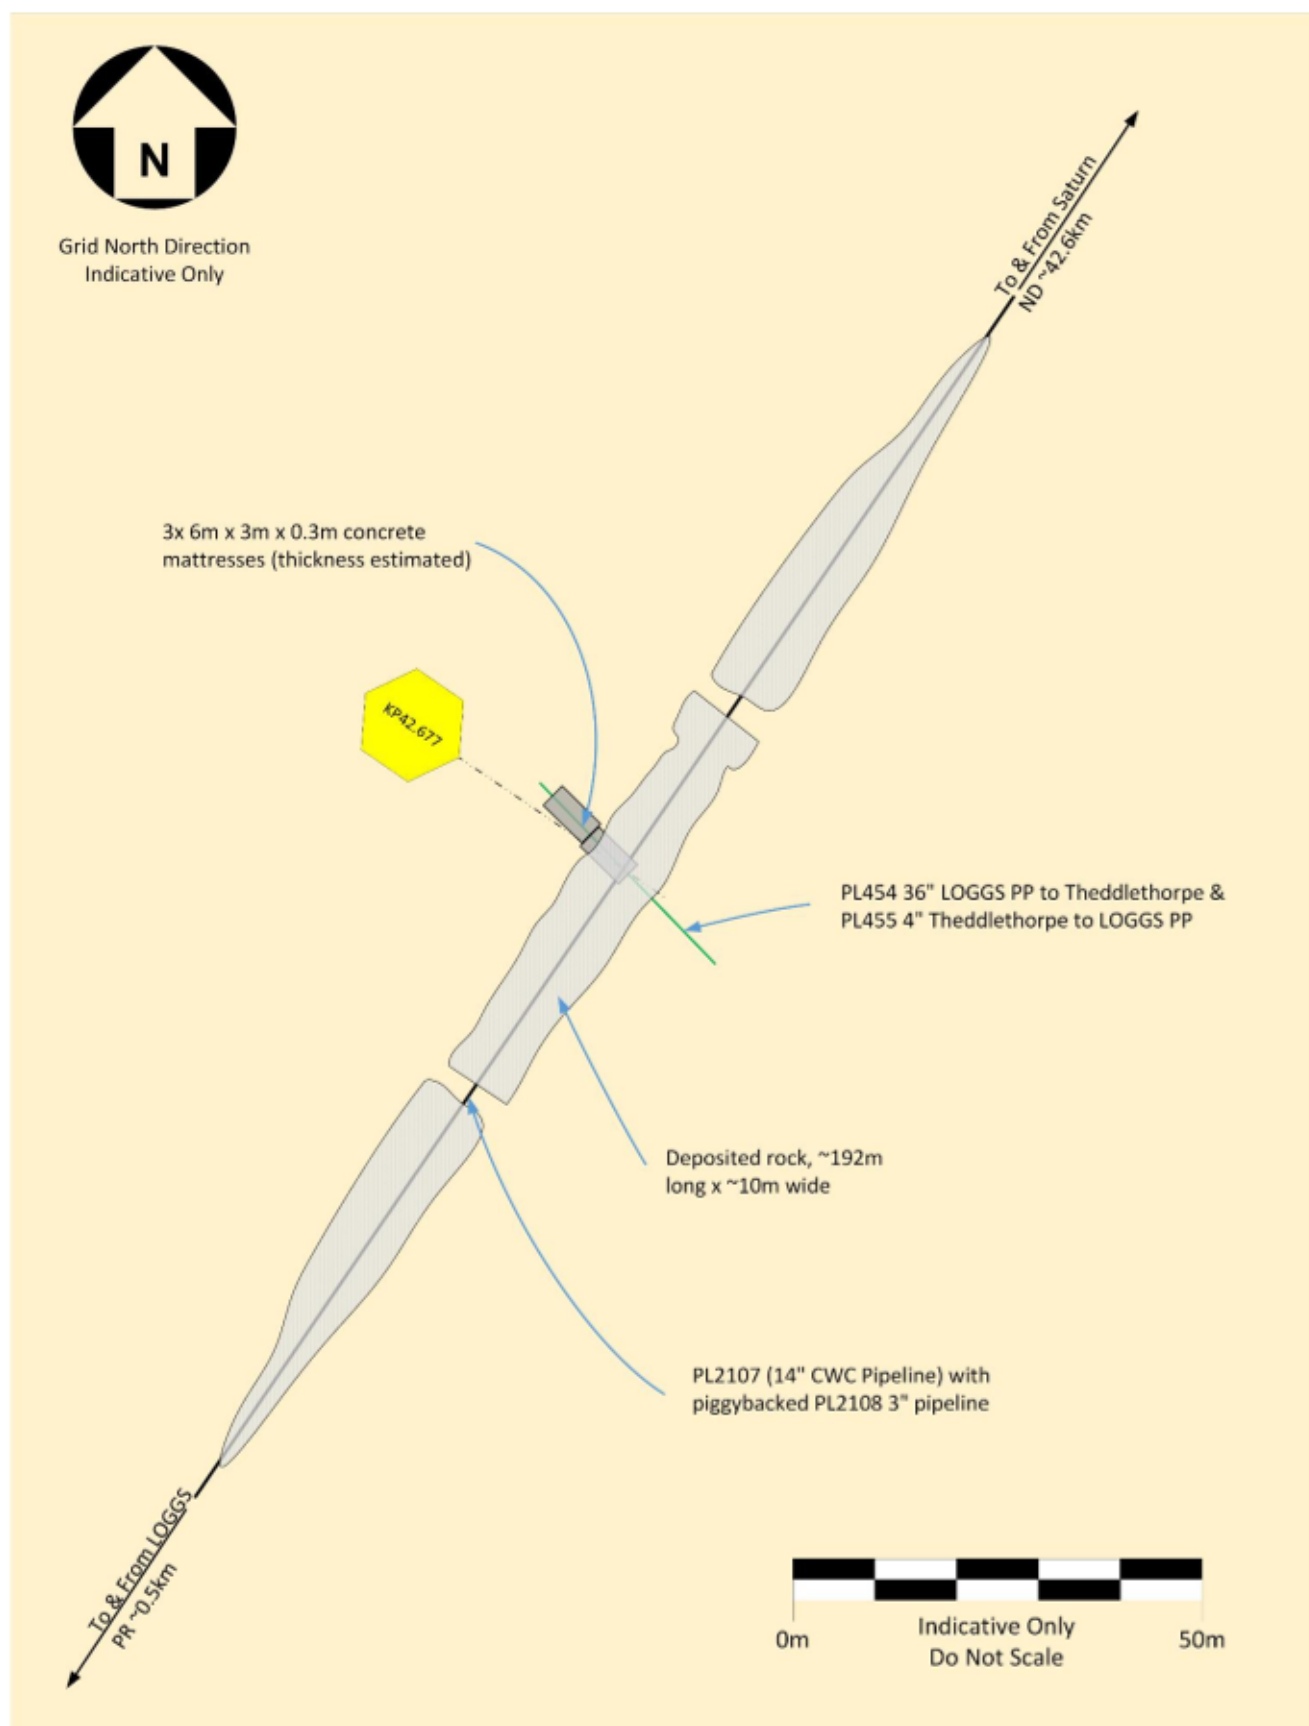 N
Grid North Direction
Indicative Only
To & From Saturn
ND ~42.6km
3x 6m x 3m x 0.3m concrete
mattresses (thickness estimated)
KP42.677
PL454 36" LOGGS PP to Theddlethorpe &
PL455 4" Theddlethorpe to LOGGS PP
Deposited rock, ~192m
long x ~10m wide
PL2107 (14" CWC Pipeline) with
piggybacked PL2108 3" pipeline
To & From LOGGS
PR ~0.5km
0m
Indicative Only
Do Not Scale
50m